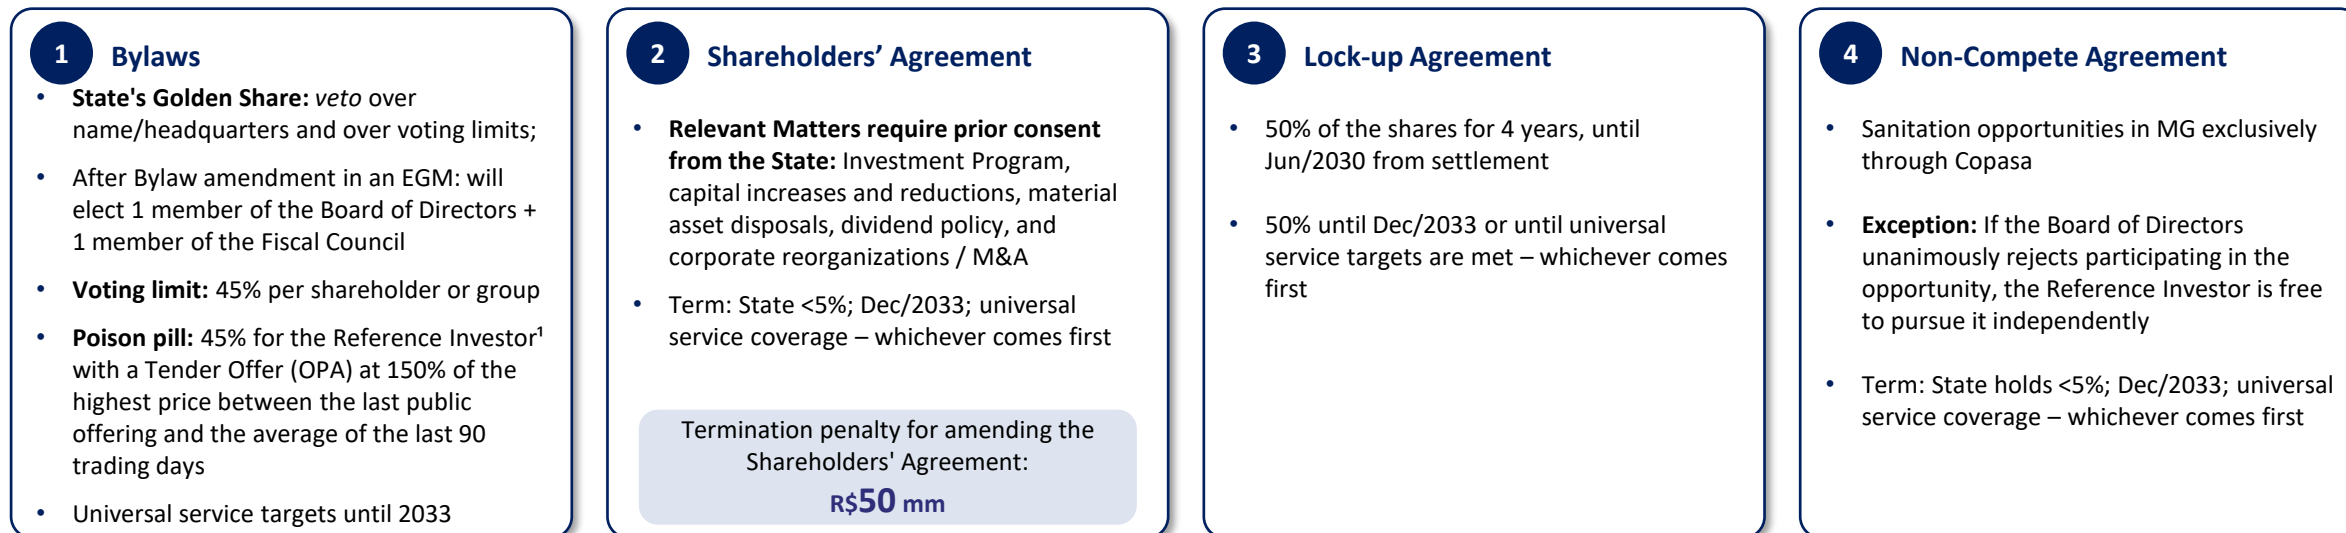 1 Bylaws
• State's Golden Share: veto over
name/headquarters and over voting limits;
• After Bylaw amendment in an EGM: will
elect 1 member of the Board of Directors +
1 member of the Fiscal Council
• Voting limit: 45% per shareholder or group
• Poison pill: 45% for the Reference Investor¹
with a Tender Offer (OPA) at 150% of the
highest price between the last public
offering and the average of the last 90
trading days
• Universal service targets until 2033
2 Shareholders’ Agreement
• Relevant Matters require prior consent
from the State: Investment Program,
capital increases and reductions, material
asset disposals, dividend policy, and
corporate reorganizations / M&A
• Term: State <5%; Dec/2033; universal
service coverage – whichever comes first
Termination penalty for amending the
Shareholders' Agreement:
R$50 mm
3 Lock-up Agreement
• 50% of the shares for 4 years, until
Jun/2030 from settlement
• 50% until Dec/2033 or until universal
service targets are met – whichever comes
first
4 Non-Compete Agreement
• Sanitation opportunities in MG exclusively
through Copasa
• Exception: If the Board of Directors
unanimously rejects participating in the
opportunity, the Reference Investor is free
to pursue it independently
• Term: State holds <5%; Dec/2033; universal
service coverage – whichever comes first